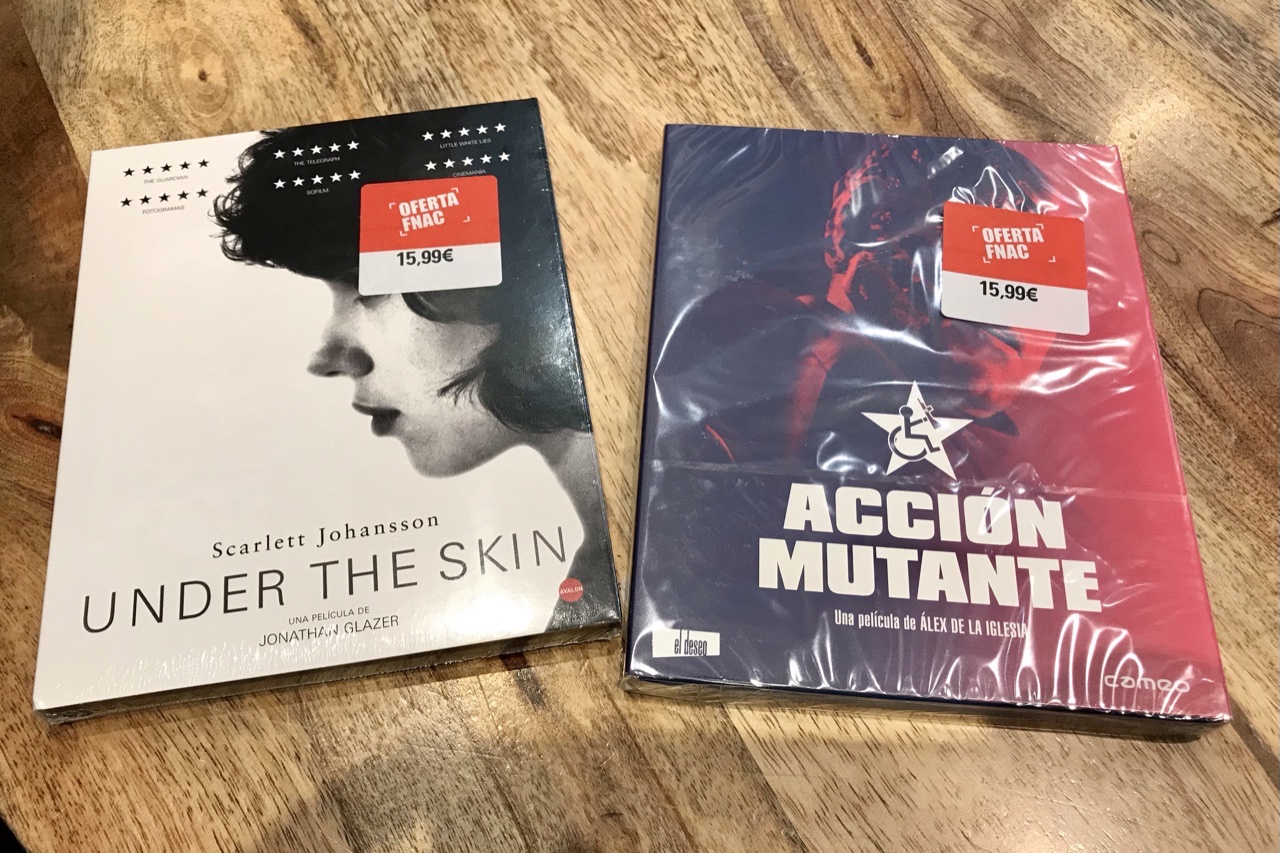 ★★★★★
THE GUARDIAN
★★★★★
FOTOGRAMAS
★★★★★
THE TELEGRAPH
★★★★★
SOFILM
★★★★★
LITTLE WHITE LIES
★★★★★
CINEMANÍA
OFERTA
FNAC
15,99€
Scarlett Johansson
UNDER THE SKIN
UNA PELÍCULA DE
JONATHAN GLAZER
AVALON
OFERTA
FNAC
15,99€
ACCIÓN
MUTANTE
Una película de ÁLEX DE LA IGLESIA
el deseo
cameo